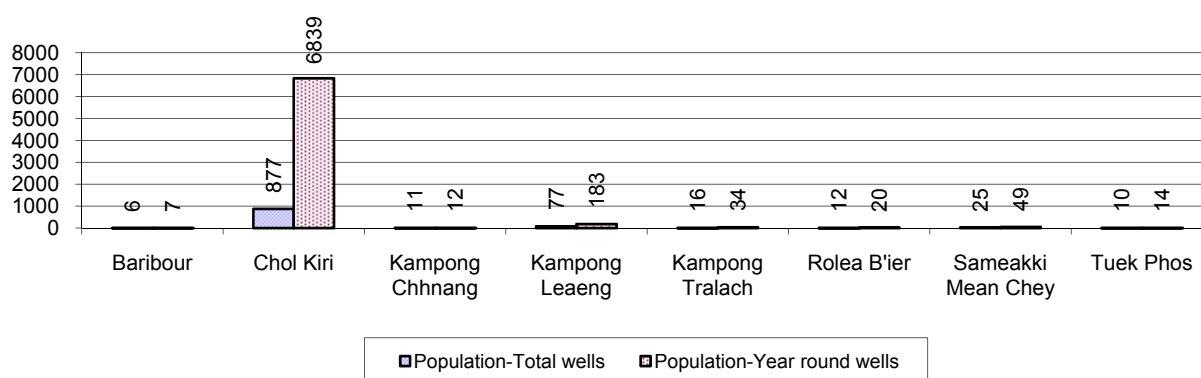 8000
7000
6000
5000
4000
3000
2000
1000
0
6
7
877
6839
11
12
77
183
16
34
12
20
25
49
10
14
Baribour
Chol Kiri
Kampong
Chhnang
Kampong
Leaeng
Kampong
Tralach
Rolea B'ier
Sameakki
Mean Chey
Tuek Phos
Population-Total wells
Population-Year round wells